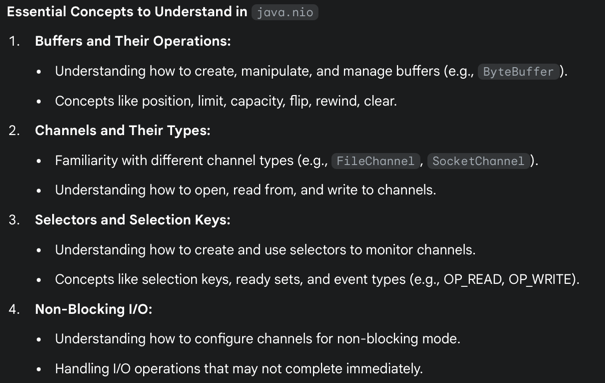 Essential Concepts to Understand in java.nio
1. Buffers and Their Operations:
• Understanding how to create, manipulate, and manage buffers (e.g., ByteBuffer).
• Concepts like position, limit, capacity, flip, rewind, clear.
2. Channels and Their Types:
• Familiarity with different channel types (e.g., FileChannel, SocketChannel).
• Understanding how to open, read from, and write to channels.
3. Selectors and Selection Keys:
• Understanding how to create and use selectors to monitor channels.
• Concepts like selection keys, ready sets, and event types (e.g., OP_READ, OP_WRITE).
4. Non-Blocking I/O:
• Understanding how to configure channels for non-blocking mode.
• Handling I/O operations that may not complete immediately.